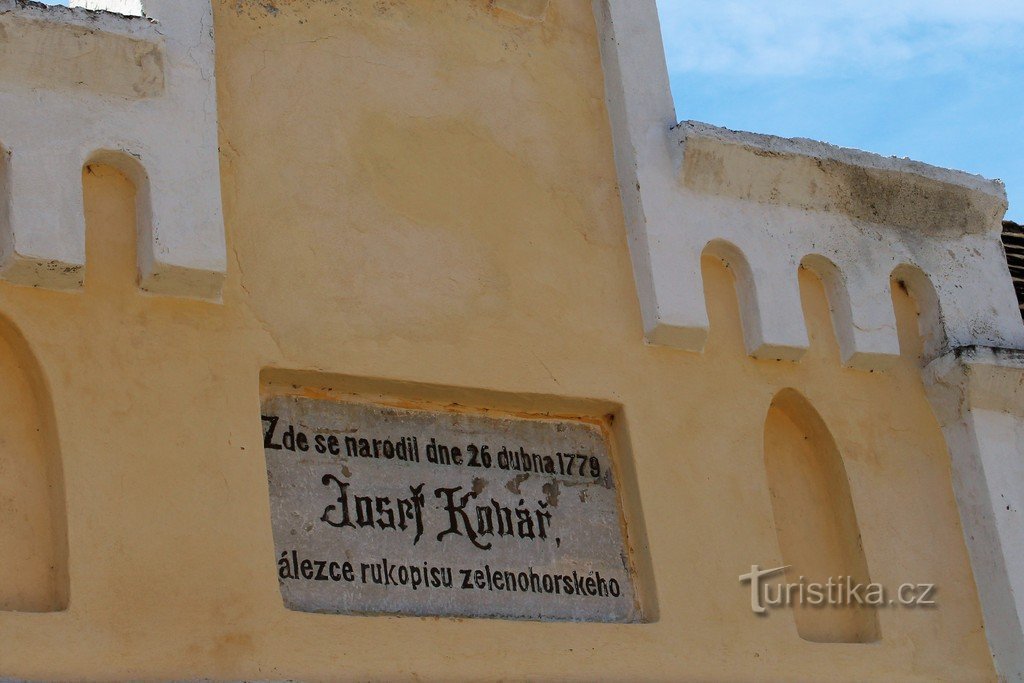 Zde se narodil dne 26. dubna 1779
Josef Kovář,
álezce rukopisu zelenohorského.
Turistika.cz